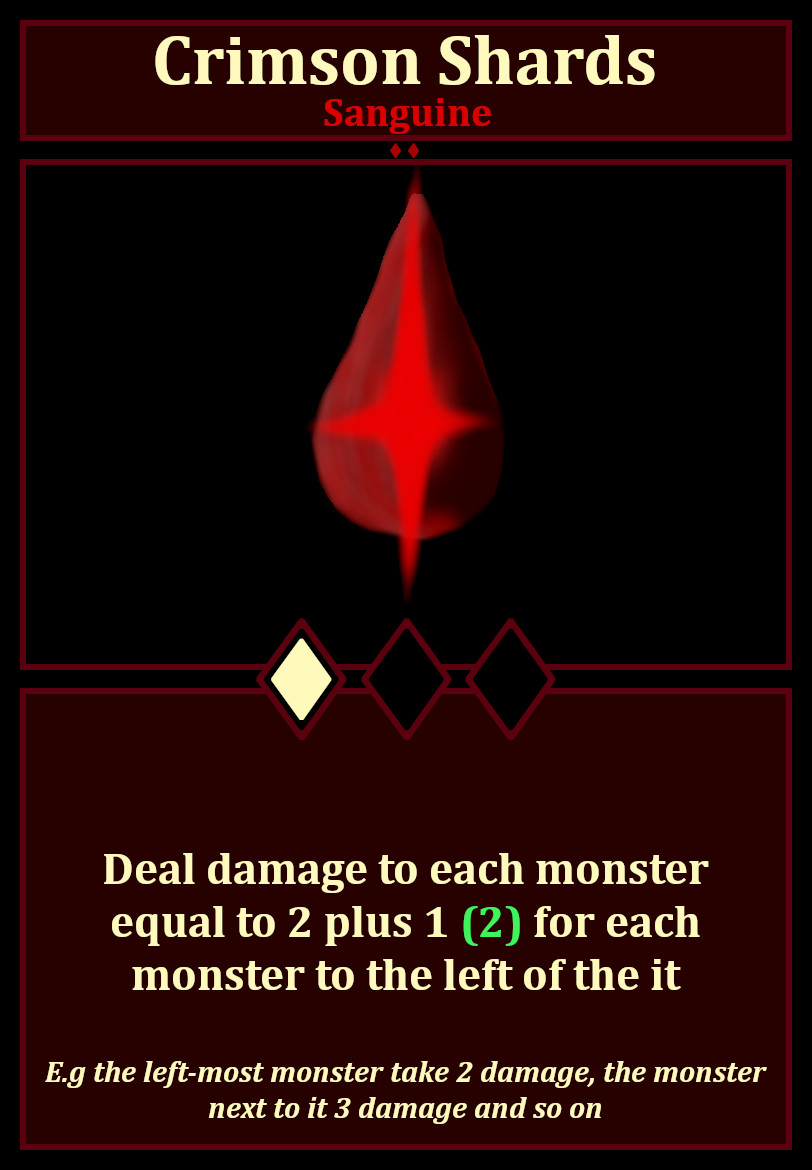 Crimson Shards
Sanguine
Deal damage to each monster
equal to 2 plus 1 (2) for each
monster to the left of the it
E.g the left-most monster take 2 damage, the monster
next to it 3 damage and so on